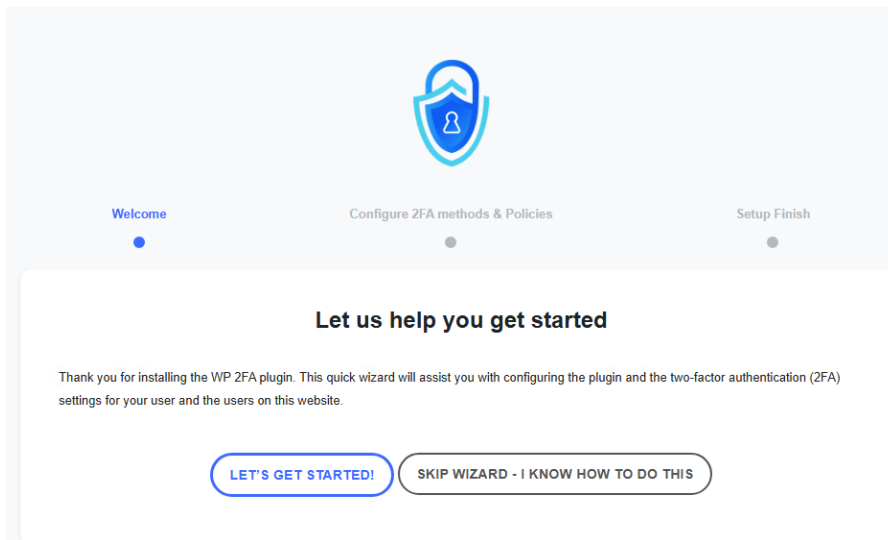 Welcome
Configure 2FA methods & Policies
Setup Finish
Let us help you get started
Thank you for installing the WP 2FA plugin. This quick wizard will assist you with configuring the plugin and the two-factor authentication (2FA)
settings for your user and the users on this website.
LET'S GET STARTED!
SKIP WIZARD - I KNOW HOW TO DO THIS